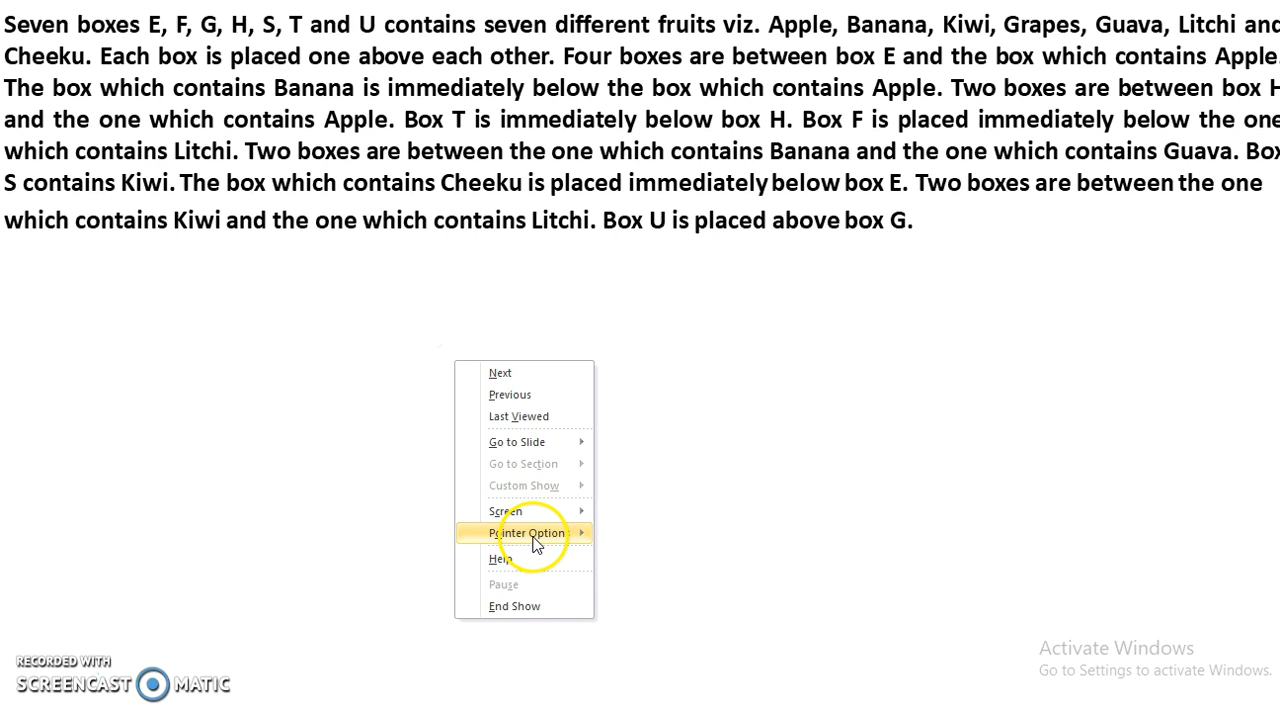 Seven boxes E, F, G, H, S, T and U contains seven different fruits viz. Apple, Banana, Kiwi, Grapes, Guava, Litchi and
Cheeku. Each box is placed one above each other. Four boxes are between box E and the box which contains Apple.
The box which contains Banana is immediately below the box which contains Apple. Two boxes are between box H
and the one which contains Apple. Box T is immediately below box H. Box F is placed immediately below the one
which contains Litchi. Two boxes are between the one which contains Banana and the one which contains Guava. Box
S contains Kiwi. The box which contains Cheeku is placed immediately below box E. Two boxes are between the one
which contains Kiwi and the one which contains Litchi. Box U is placed above box G.
Next
Previous
Last Viewed
Go to Slide
Go to Section
Custom Show
Screen
Pointer Options
Help
Pause
End Show
RECORDED WITH
SCREENCAST MATIC
Activate Windows
Go to Settings to activate Windows.